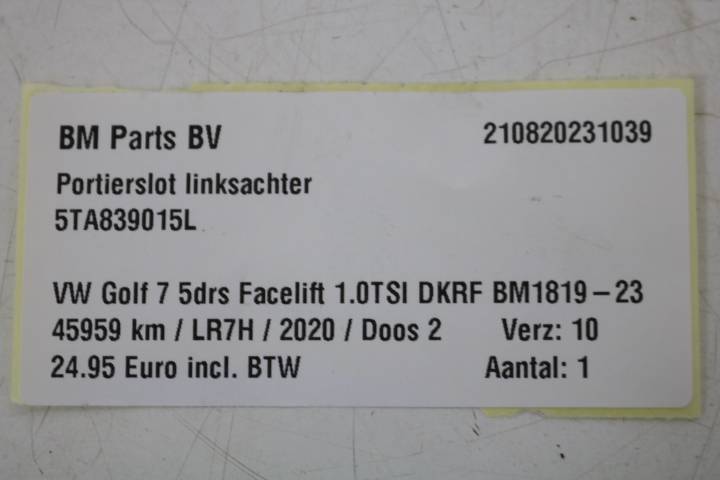 BM Parts BV 210820231039
Portierslot linksachter
5TA839015L
VW Golf 7 5drs Facelift 1.0TSI DKRF BM1819-23
45959 km / LR7H / 2020 / Doos 2 Verz: 10
24.95 Euro incl. BTW Aantal: 1